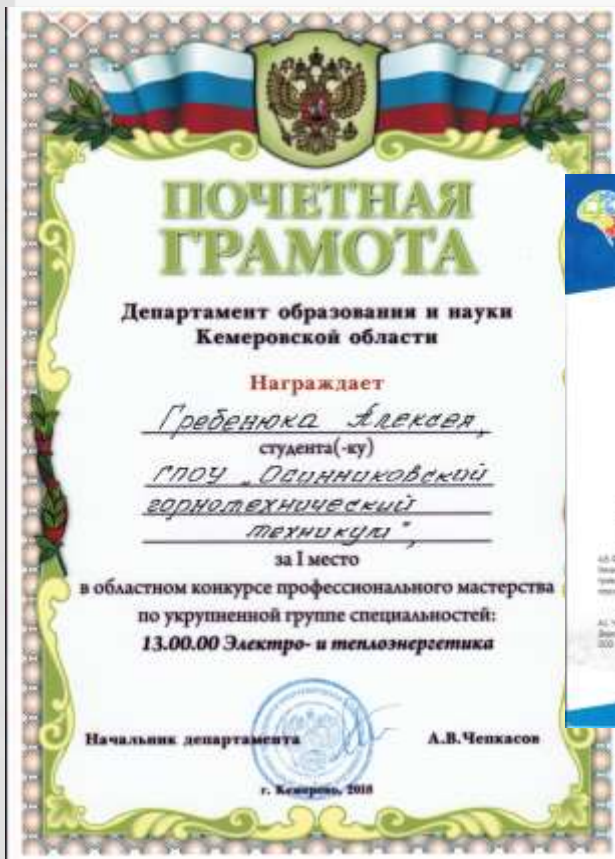 ПОЧЕТНАЯ
ГРАМОТА
Департамент образования и науки
Кемеровской области
Награждает
Гребенюка Алексея,
студента(-ку)
ГПОУ „Осинниковский
горнотехнический
техникум",
за I место
в областном конкурсе профессионального мастерства
по укрупненной группе специальностей:
13.00.00 Электро- и теплоэнергетика
Начальник департамента А.В.Чепкасов
г. Кемерово, 2018